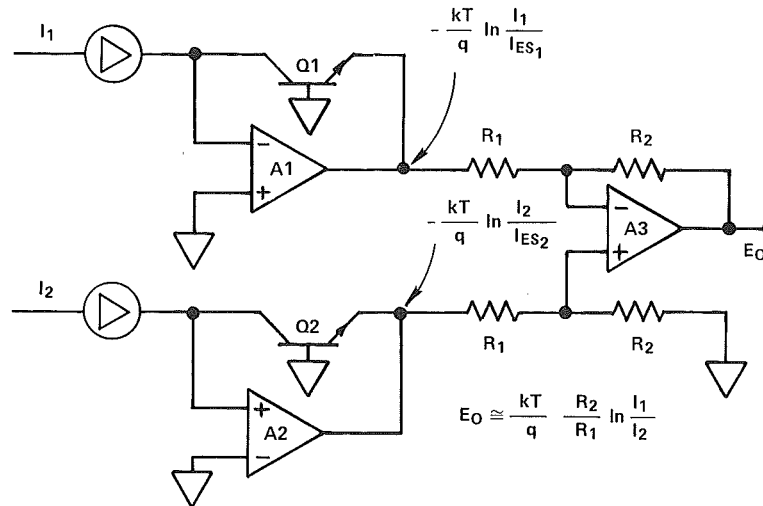 I1
Q1
- kT/q ln I1/IES1
A1
-
+
R1
R2
-
A3
+
EO
- kT/q ln I2/IES2
I2
Q2
R1
R2
+
A2
-
EO ≅ kT/q R2/R1 ln I1/I2